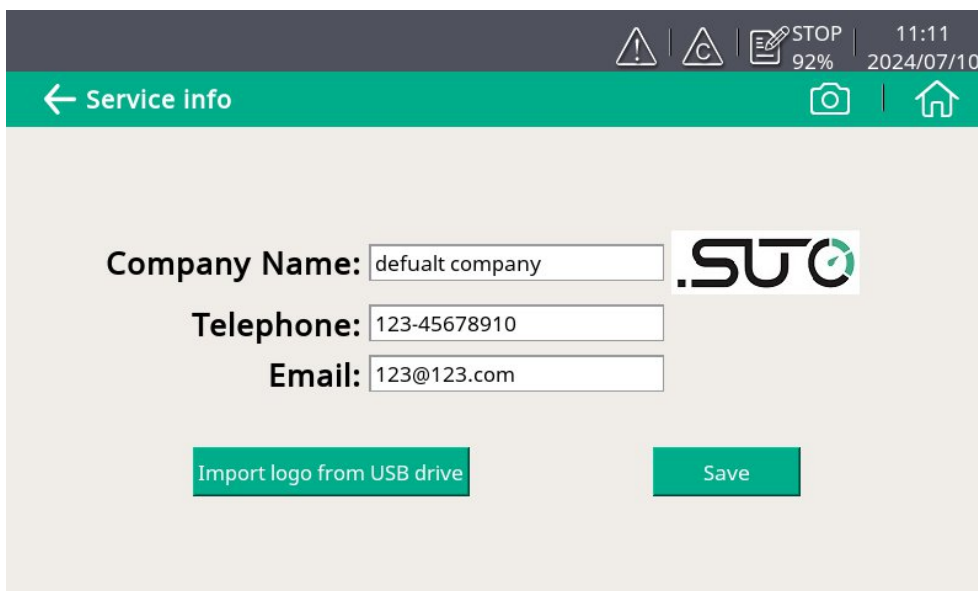 STOP 11:11
92% 2024/07/10
Service info
Company Name: defualt company
.SUTO
Telephone: 123-45678910
Email: 123@123.com
Import logo from USB drive
Save